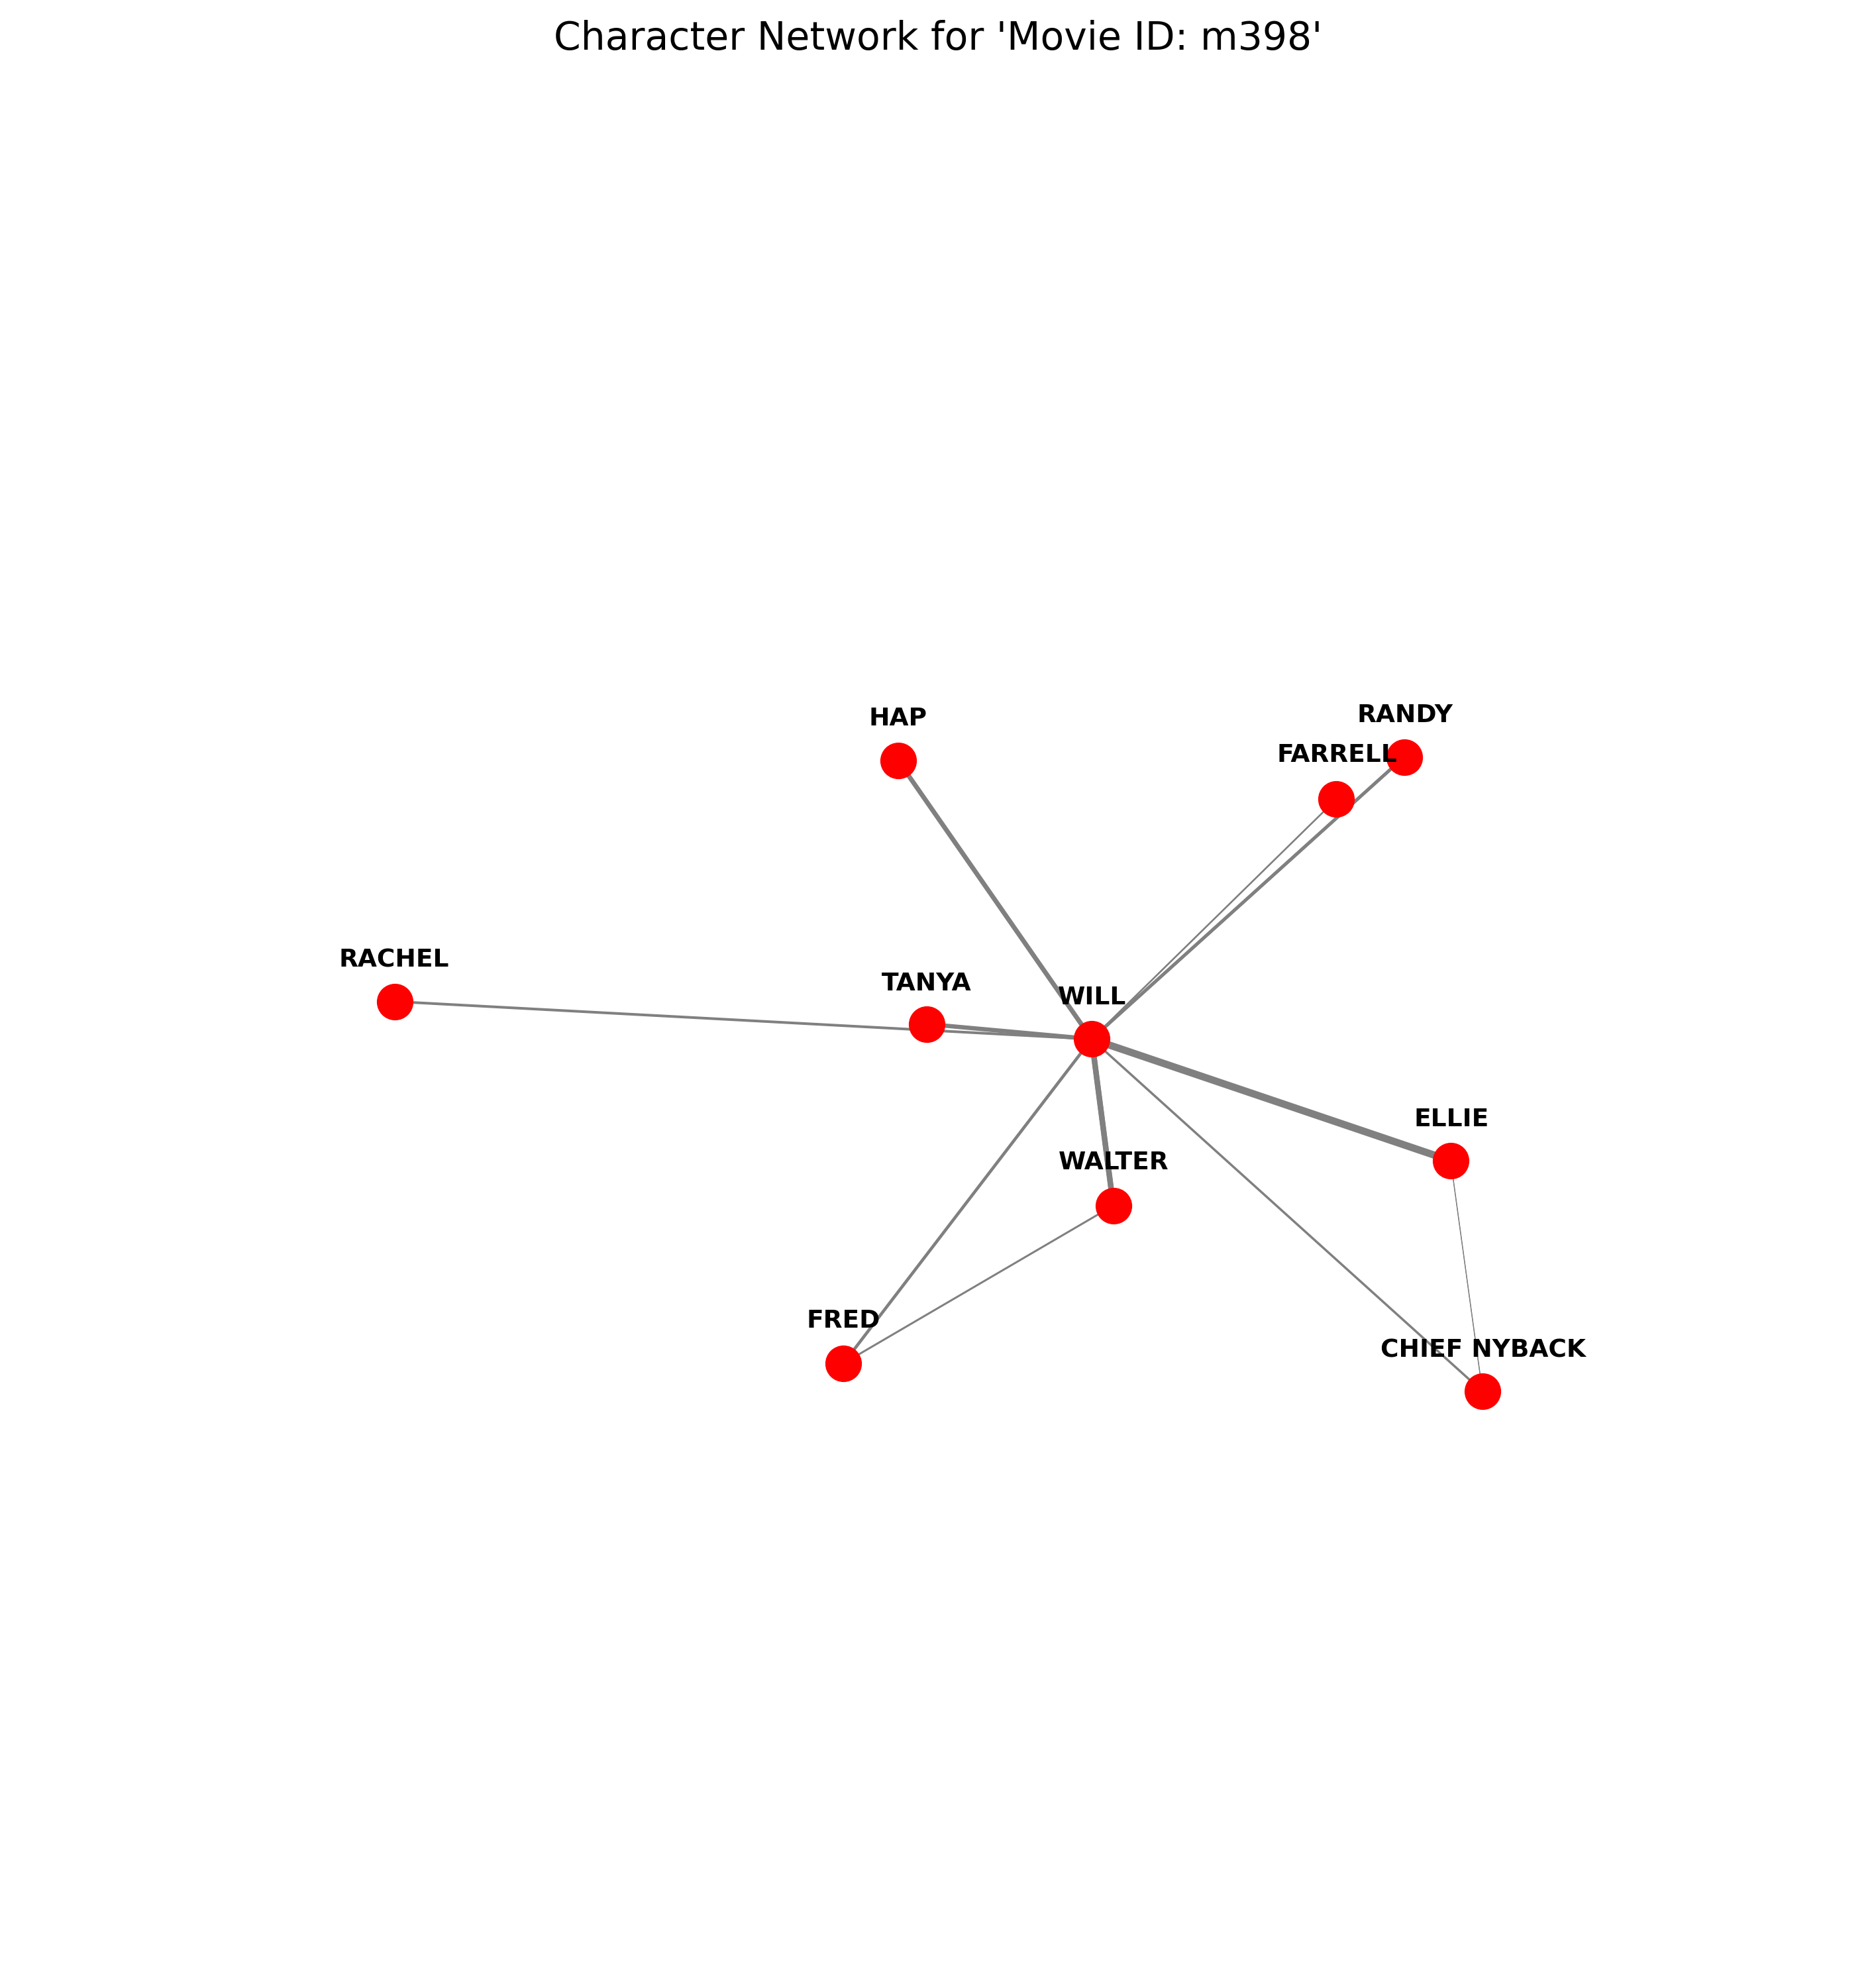 Character Network for 'Movie ID: m398'
RANDY
HAP
FARRELL
RACHEL
TANYA
WILL
ELLIE
WALTER
FRED
CHIEF NYBACK